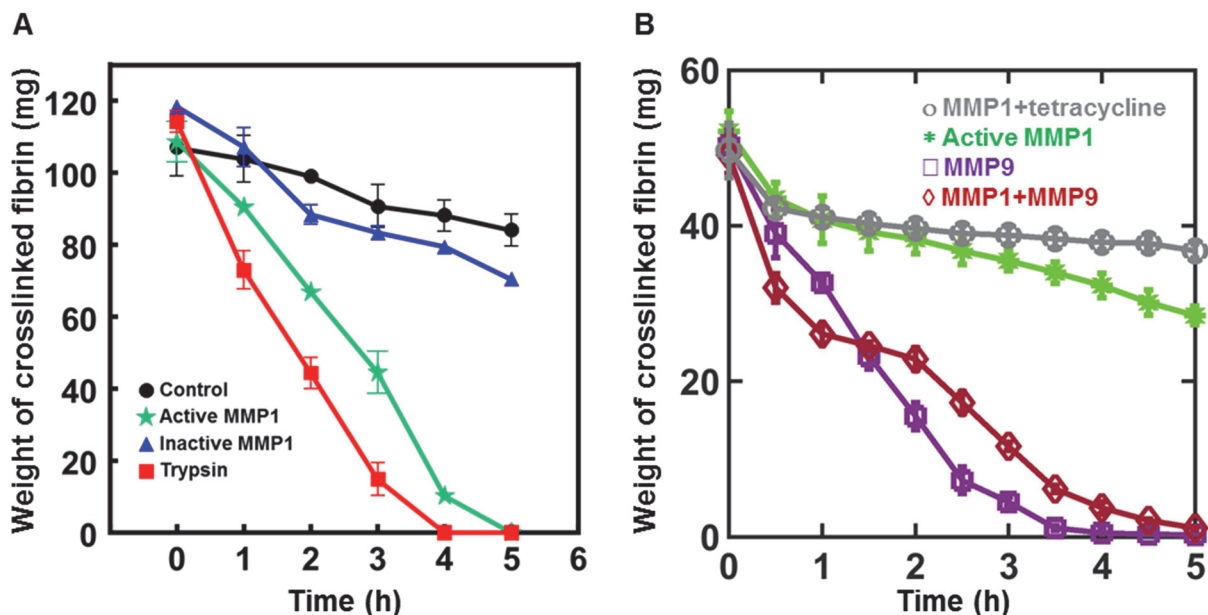 A
Weight of crosslinked fibrin (mg)
120
100
80
60
40
20
0
Control
Active MMP1
Inactive MMP1
Trypsin
0 1 2 3 4 5 6
Time (h)
B
Weight of crosslinked fibrin (mg)
60
40
20
0
MMP1+tetracycline
Active MMP1
MMP9
MMP1+MMP9
0 1 2 3 4 5
Time (h)